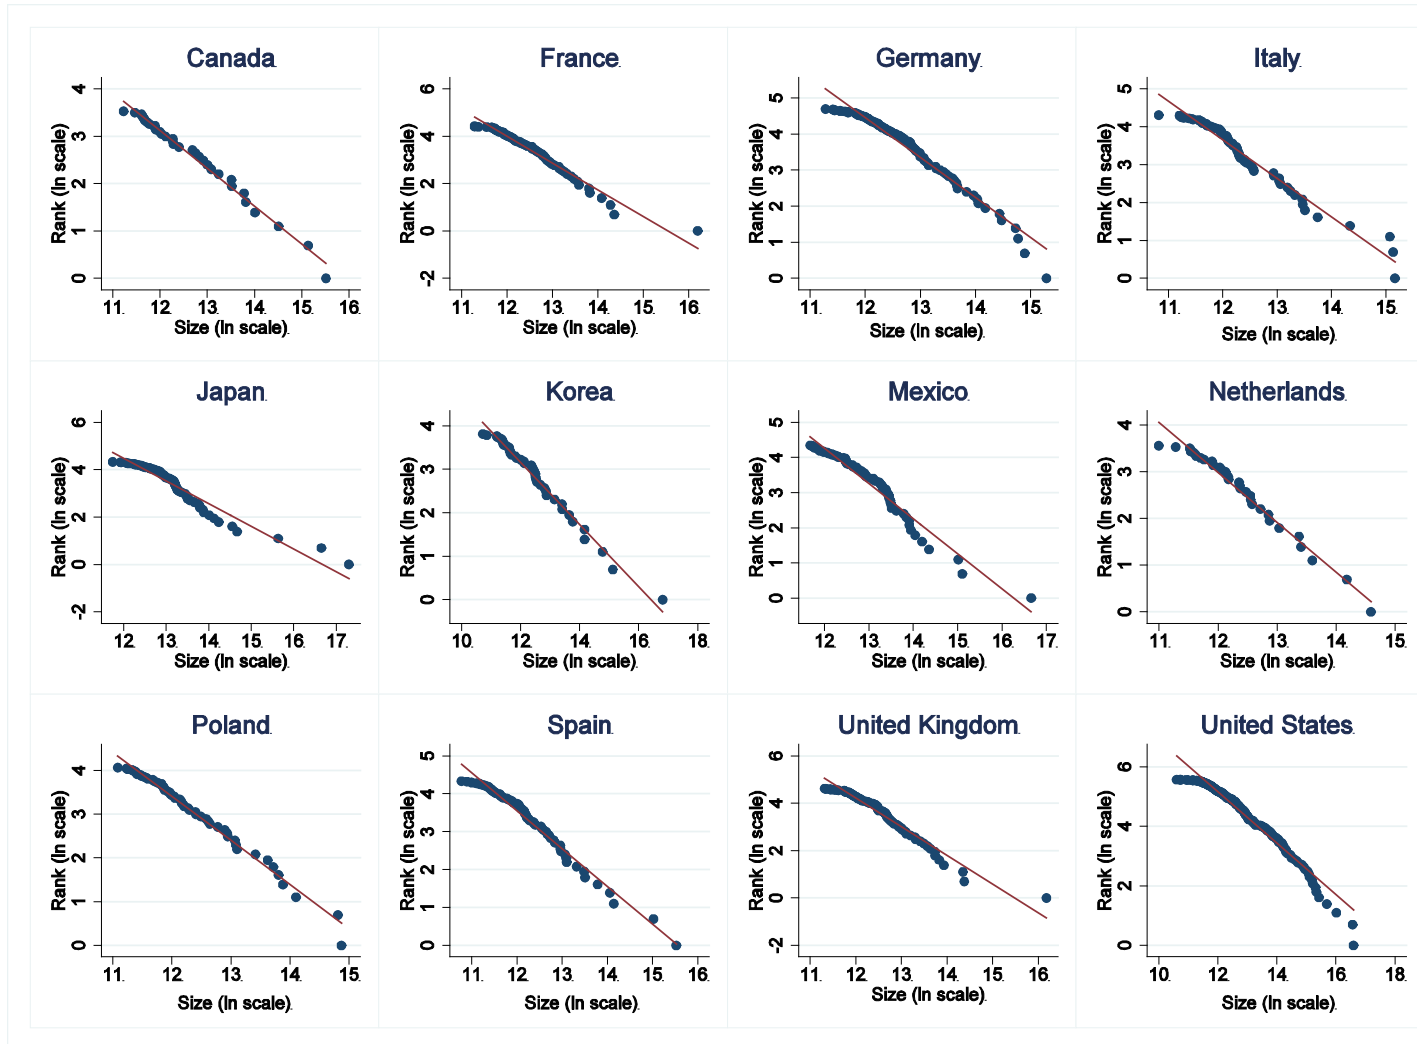 Canada.
4
3
2
1
0
Rank (ln scale)
11. 12. 13. 14. 15. 16.
Size (ln scale).
France.
6
4
2
0
-2
Rank (ln scale)
11. 12. 13. 14. 15. 16.
Size (ln scale).
Germany.
5
4
3
2
1
0
Rank (ln scale)
11. 12. 13. 14. 15.
Size (ln scale).
Italy.
5
4
3
2
1
0
Rank (ln scale)
11. 12. 13. 14. 15.
Size (ln scale).
Japan.
6
4
2
0
-2
Rank (ln scale)
12. 13. 14. 15. 16. 17.
Size (ln scale).
Korea.
4
3
2
1
0
Rank (ln scale)
10. 12. 14. 16. 18.
Size (ln scale).
Mexico.
5
4
3
2
1
0
Rank (ln scale)
12. 13. 14. 15. 16. 17.
Size (ln scale).
Netherlands.
4
3
2
1
0
Rank (ln scale)
11. 12. 13. 14. 15.
Size (ln scale).
Poland.
4
3
2
1
0
Rank (ln scale)
11. 12. 13. 14. 15.
Size (ln scale).
Spain.
5
4
3
2
1
0
Rank (ln scale)
11. 12. 13. 14. 15. 16.
Size (ln scale).
United Kingdom.
6
4
2
0
-2
Rank (ln scale)
11. 12. 13. 14. 15. 16.
Size (ln scale).
United States.
6
4
2
0
Rank (ln scale)
10. 12. 14. 16. 18.
Size (ln scale).